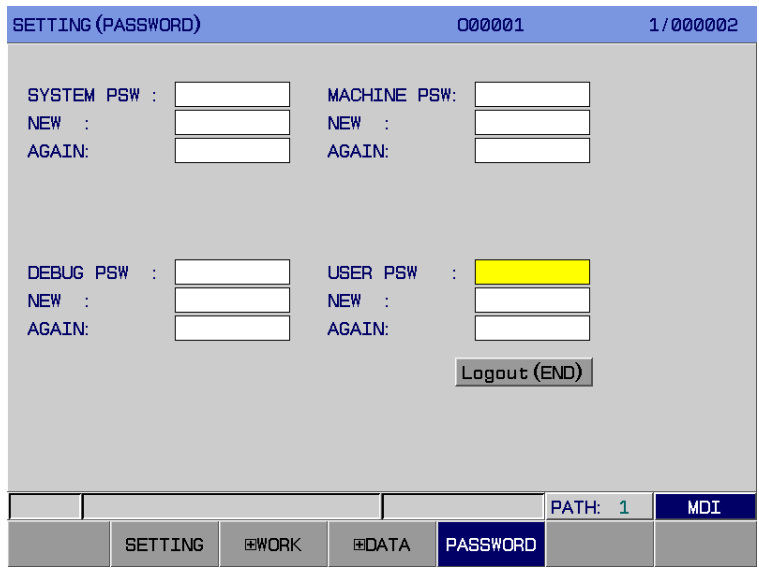 SETTING(PASSWORD) O00001 1/000002
SYSTEM PSW : MACHINE PSW:
NEW : NEW :
AGAIN: AGAIN:
DEBUG PSW : USER PSW :
NEW : NEW :
AGAIN: AGAIN:
Logout(END)
PATH: 1 MDI
SETTING ⊞WORK ⊞DATA PASSWORD